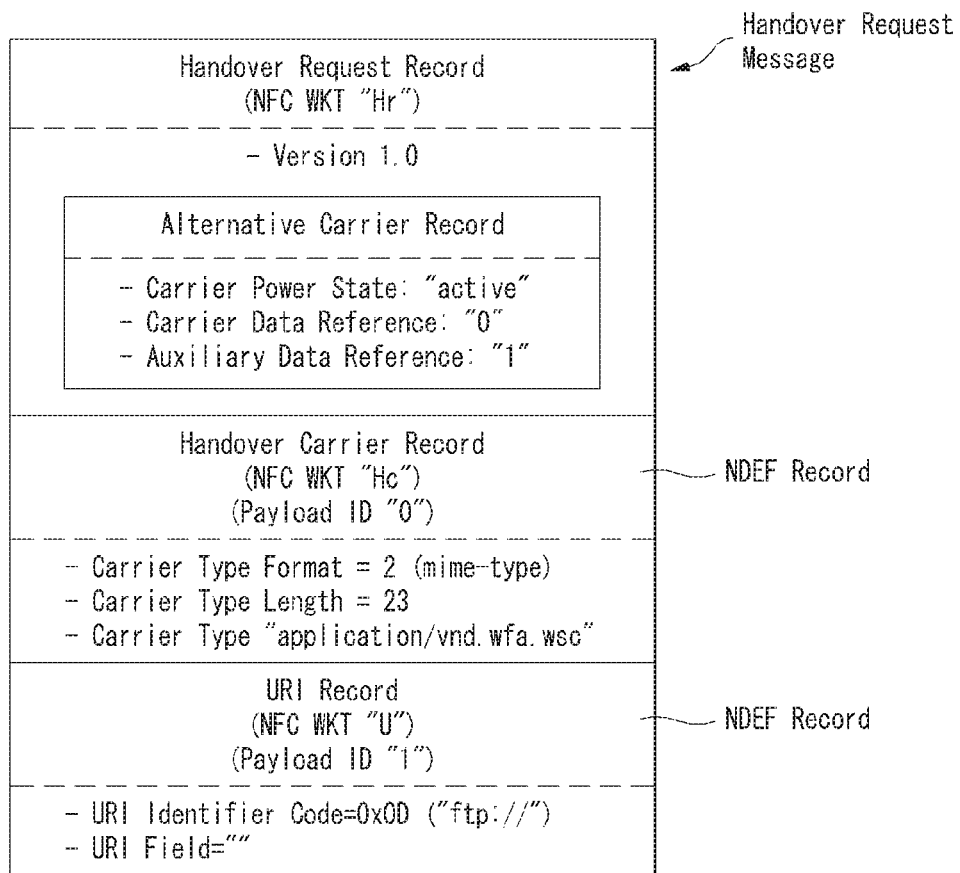 Handover Request
Message
Handover Request Record
(NFC WKT "Hr")
- Version 1.0
Alternative Carrier Record
- Carrier Power State: "active"
- Carrier Data Reference: "0"
- Auxiliary Data Reference: "1"
Handover Carrier Record
(NFC WKT "Hc")
(Payload ID "0")
NDEF Record
- Carrier Type Format = 2 (mime-type)
- Carrier Type Length = 23
- Carrier Type "application/vnd.wfa.wsc"
URI Record
(NFC WKT "U")
(Payload ID "1")
NDEF Record
- URI Identifier Code=0x0D ("ftp://")
- URI Field=""